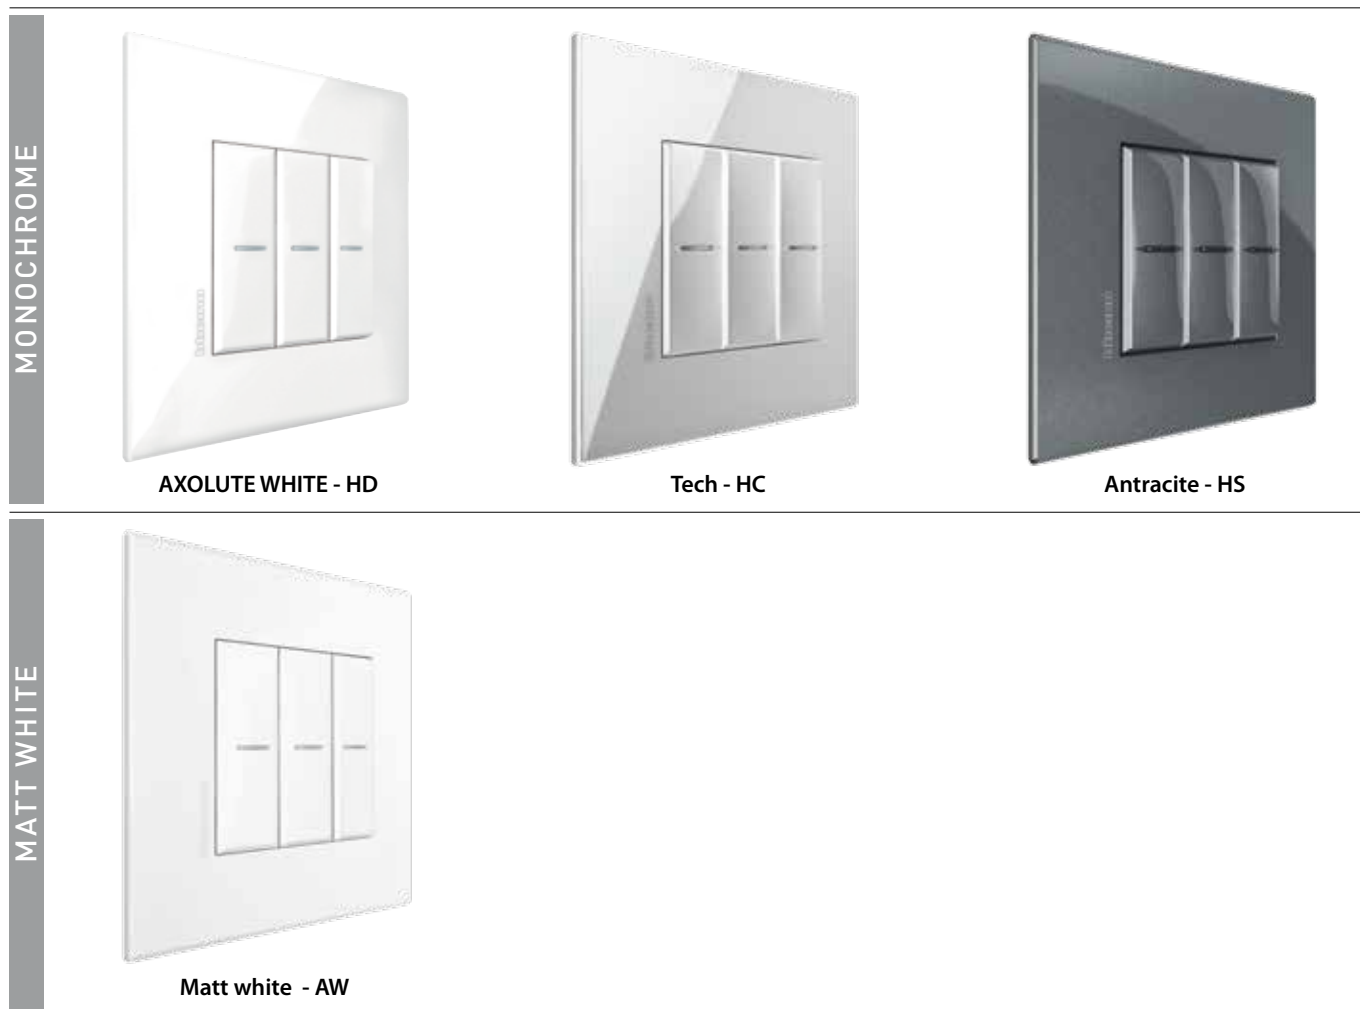 MONOCHROME
AXOLUTE WHITE - HD
Tech - HC
Antracite - HS
MATT WHITE
Matt white - AW